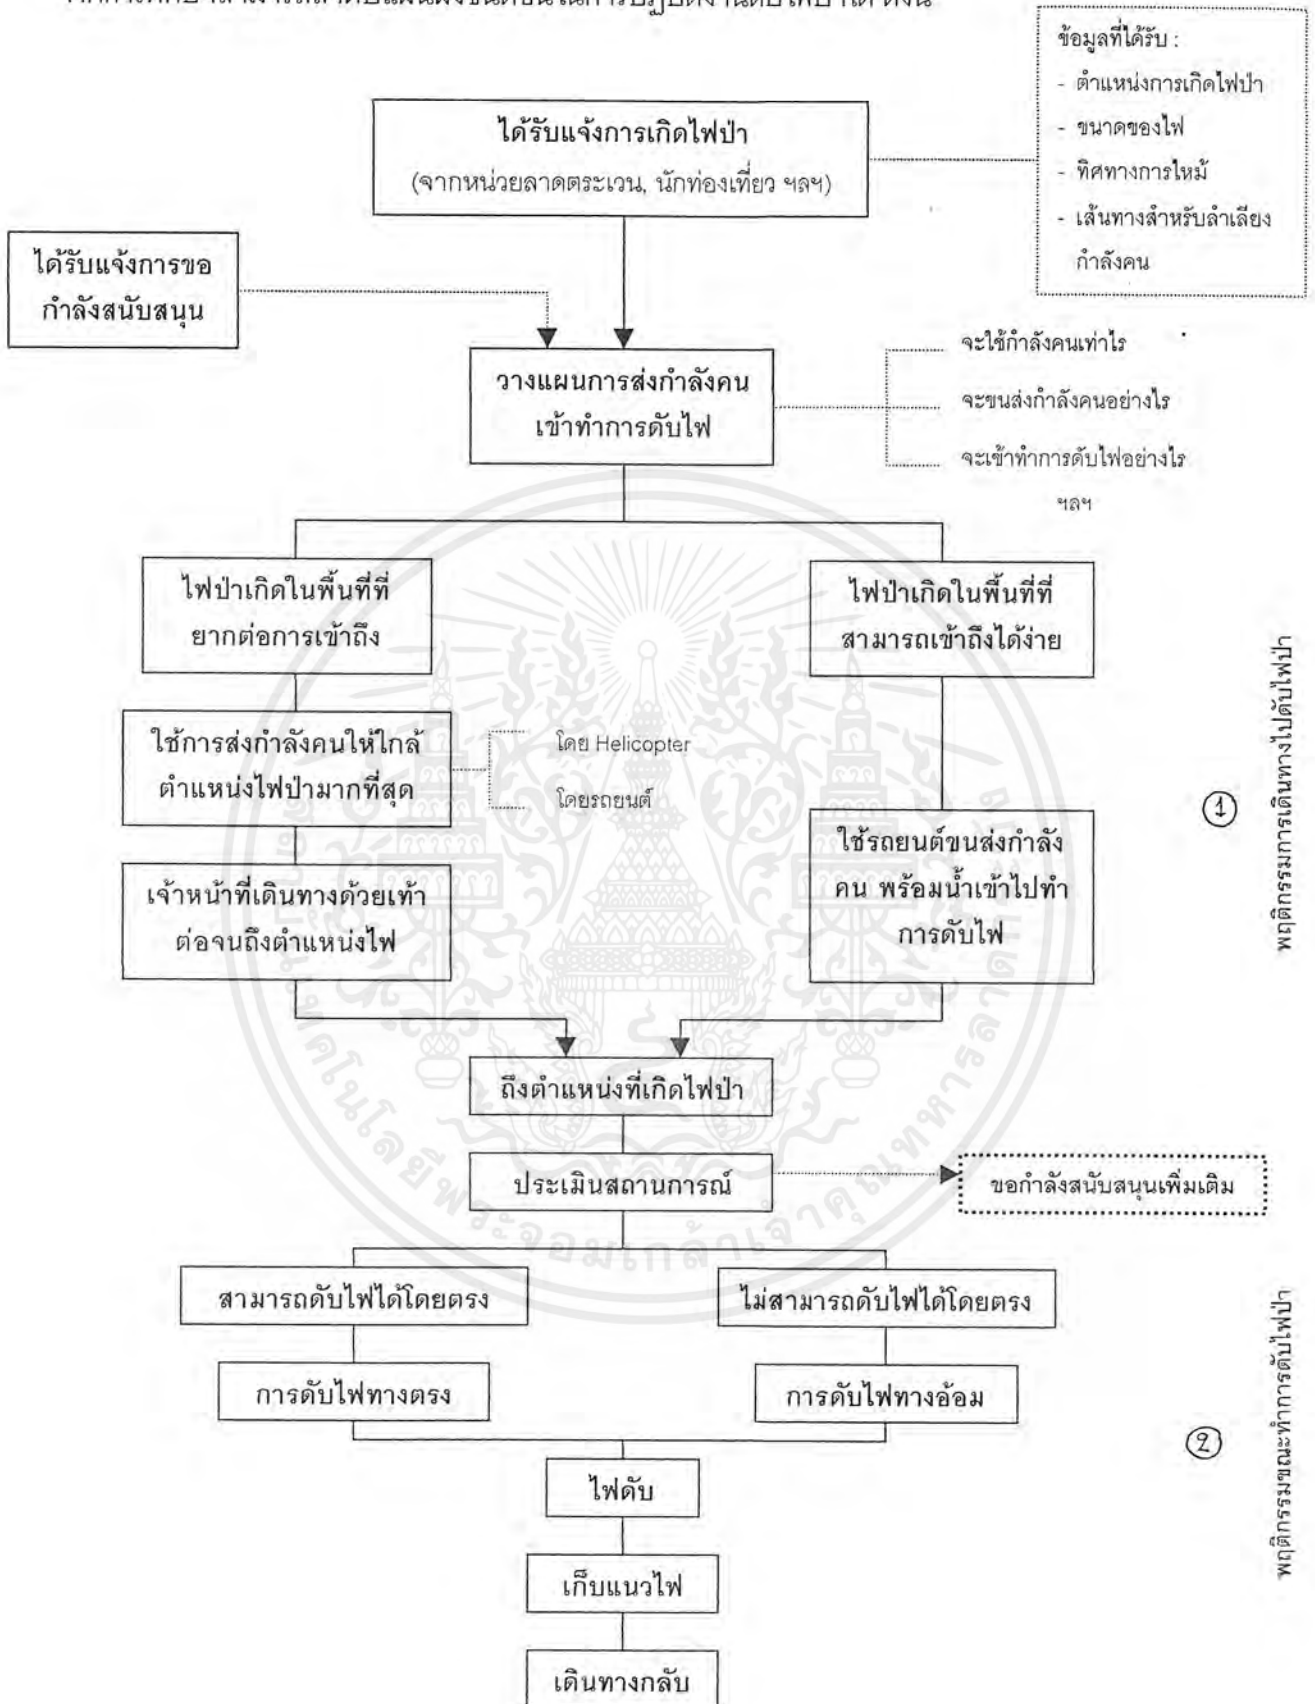 ข้อมูลที่ได้รับ :
- ตำแหน่งการเกิดไฟป่า
- ขนาดของไฟ
- ทิศทางการไหม้
- เส้นทางสำหรับลำเลียง
กำลังคน
ได้รับแจ้งการเกิดไฟป่า
(จากหน่วยลาดตระเวน, นักท่องเที่ยว ฯลฯ)
ได้รับแจ้งการขอ
กำลังสนับสนุน
วางแผนการส่งกำลังคน
เข้าทำการดับไฟ
จะใช้กำลังคนเท่าไร
จะขนส่งกำลังคนอย่างไร
จะเข้าทำการดับไฟอย่างไร
ฯลฯ
ไฟป่าเกิดในพื้นที่ที่
ยากต่อการเข้าถึง
ไฟป่าเกิดในพื้นที่ที่
สามารถเข้าถึงได้ง่าย
ใช้การส่งกำลังคนให้ใกล้
ตำแหน่งไฟป่ามากที่สุด
โดย Helicopter
โดยรถยนต์
เจ้าหน้าที่เดินทางด้วยเท้า
ต่อจนถึงตำแหน่งไฟ
ใช้รถยนต์ขนส่งกำลัง
คน พร้อมน้ำเข้าไปทำ
การดับไฟ
1
พฤติกรรมการเดินทางไปดับไฟป่า
ถึงตำแหน่งที่เกิดไฟป่า
ประเมินสถานการณ์
ขอกำลังสนับสนุนเพิ่มเติม
สามารถดับไฟได้โดยตรง
ไม่สามารถดับไฟได้โดยตรง
การดับไฟทางตรง
การดับไฟทางอ้อม
2
พฤติกรรมขณะทำการดับไฟป่า
ไฟดับ
เก็บแนวไฟ
เดินทางกลับ
พระจอมเกล้าเจ้าคุณทหารลาดกระบัง